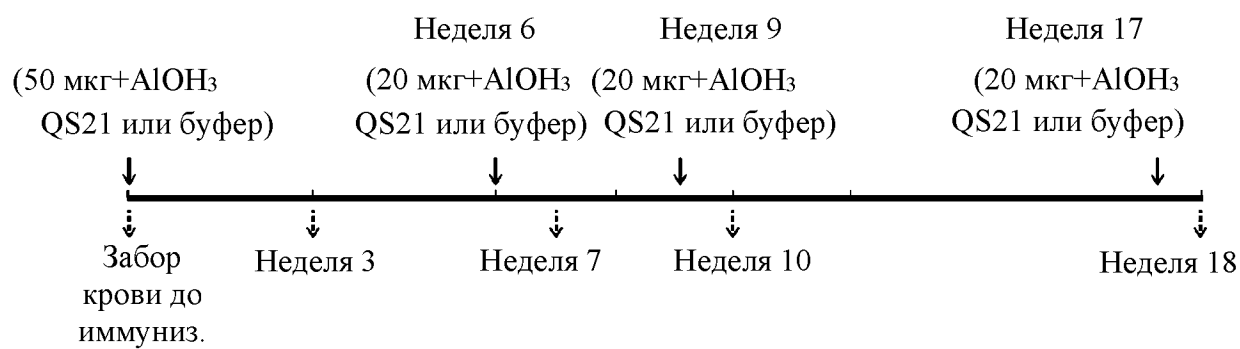 Неделя 6
Неделя 9
Неделя 17
(50 мкг+AlOH3
QS21 или буфер)
(20 мкг+AlOH3
QS21 или буфер)
(20 мкг+AlOH3
QS21 или буфер)
(20 мкг+AlOH3
QS21 или буфер)
Забор
крови до
иммуниз.
Неделя 3
Неделя 7
Неделя 10
Неделя 18